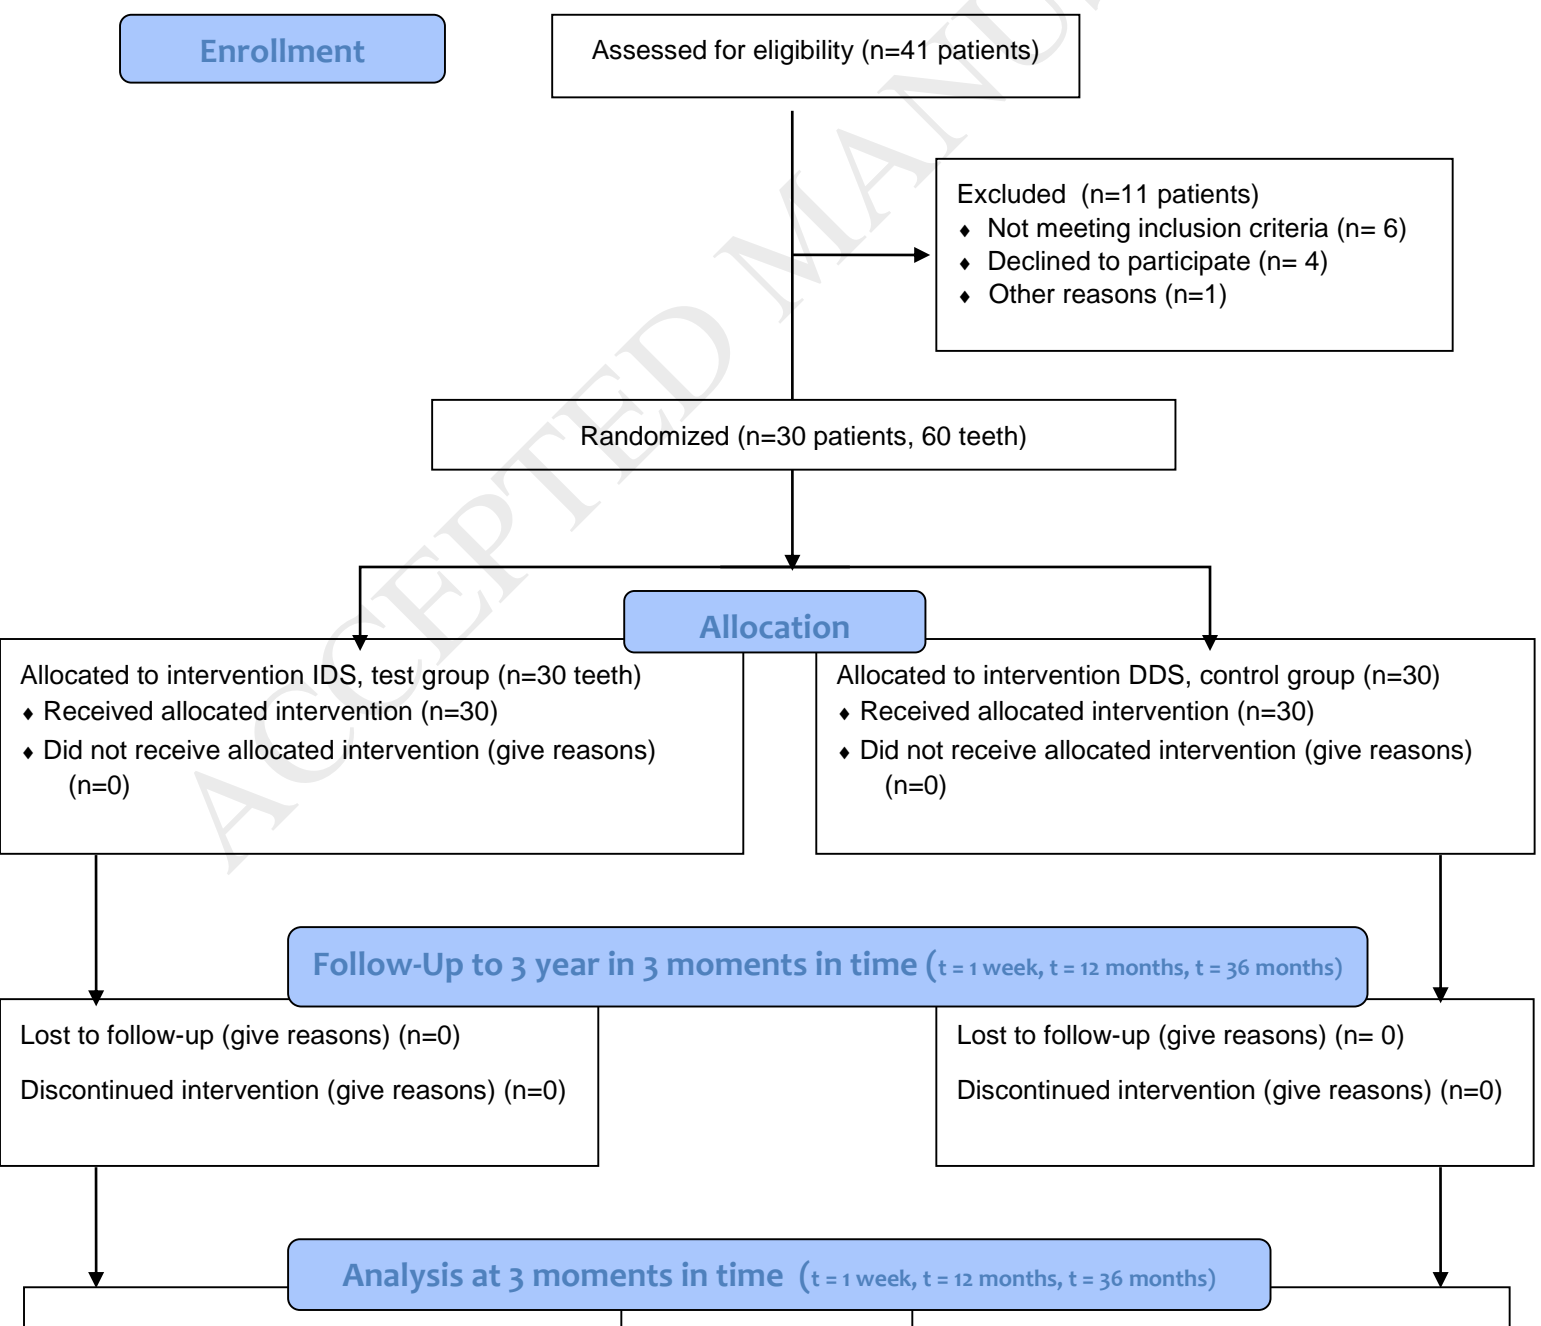 Enrollment
Assessed for eligibility (n=41 patients)
Excluded (n=11 patients)
♦ Not meeting inclusion criteria (n= 6)
♦ Declined to participate (n= 4)
♦ Other reasons (n=1)
Randomized (n=30 patients, 60 teeth)
Allocation
Allocated to intervention IDS, test group (n=30 teeth)
♦ Received allocated intervention (n=30)
♦ Did not receive allocated intervention (give reasons)
(n=0)
Allocated to intervention DDS, control group (n=30)
♦ Received allocated intervention (n=30)
♦ Did not receive allocated intervention (give reasons)
(n=0)
Follow-Up to 3 year in 3 moments in time (t = 1 week, t = 12 months, t = 36 months)
Lost to follow-up (give reasons) (n=0)
Discontinued intervention (give reasons) (n=0)
Lost to follow-up (give reasons) (n= 0)
Discontinued intervention (give reasons) (n=0)
Analysis at 3 moments in time (t = 1 week, t = 12 months, t = 36 months)
ACCEPTED MANU